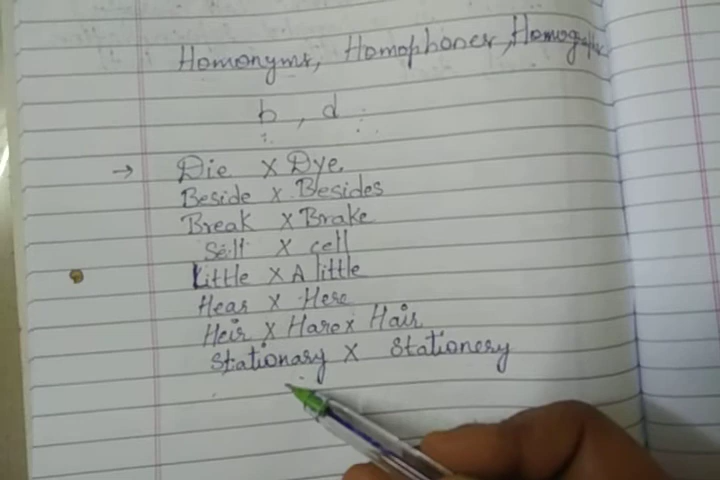 Homonyms, Homophones, Homographs
b, d
→ Die X Dye
Beside X Besides
Break X Brake
Sell X cell
Little X A little
Hear X Here
Heir X Hare X Hair
Stationary X Stationery